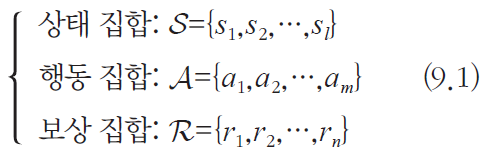 상태 집합: 𝒮={s₁,s₂,⋯,sₗ}
행동 집합: 𝒜={a₁,a₂,⋯,aₘ} (9.1)
보상 집합: ℛ={r₁,r₂,⋯,rₙ}